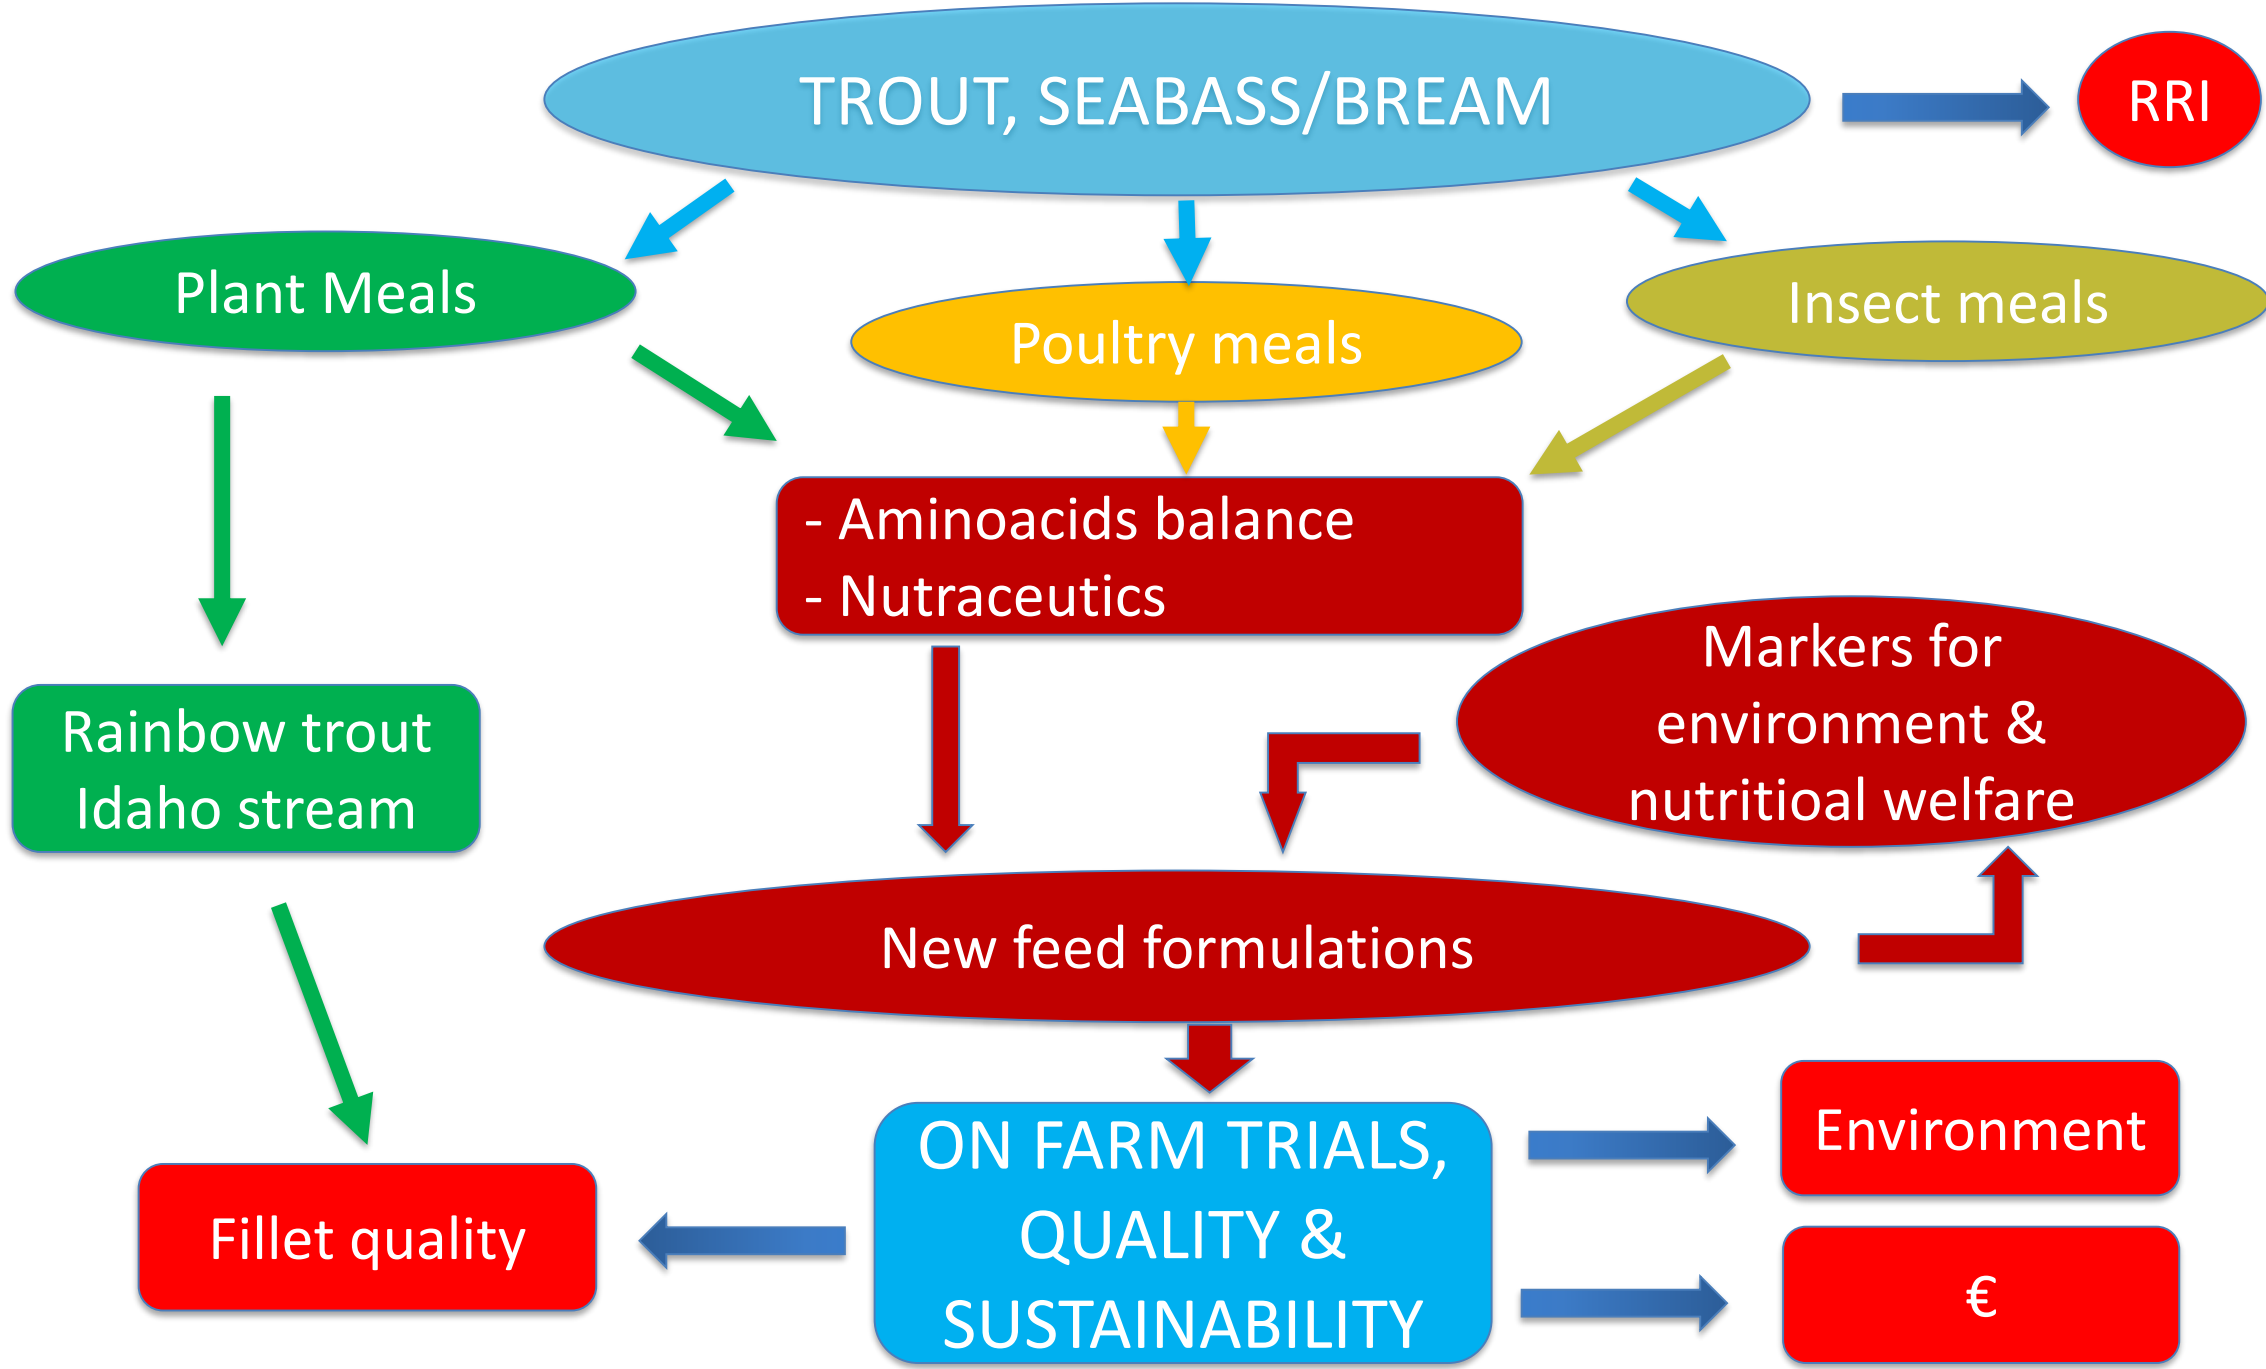 TROUT, SEABASS/BREAM
RRI
Plant Meals
Poultry meals
Insect meals
- Aminoacids balance
- Nutraceutics
Markers for
environment &
nutritioal welfare
Rainbow trout
Idaho stream
New feed formulations
ON FARM TRIALS,
QUALITY &
SUSTAINABILITY
Environment
Fillet quality
€